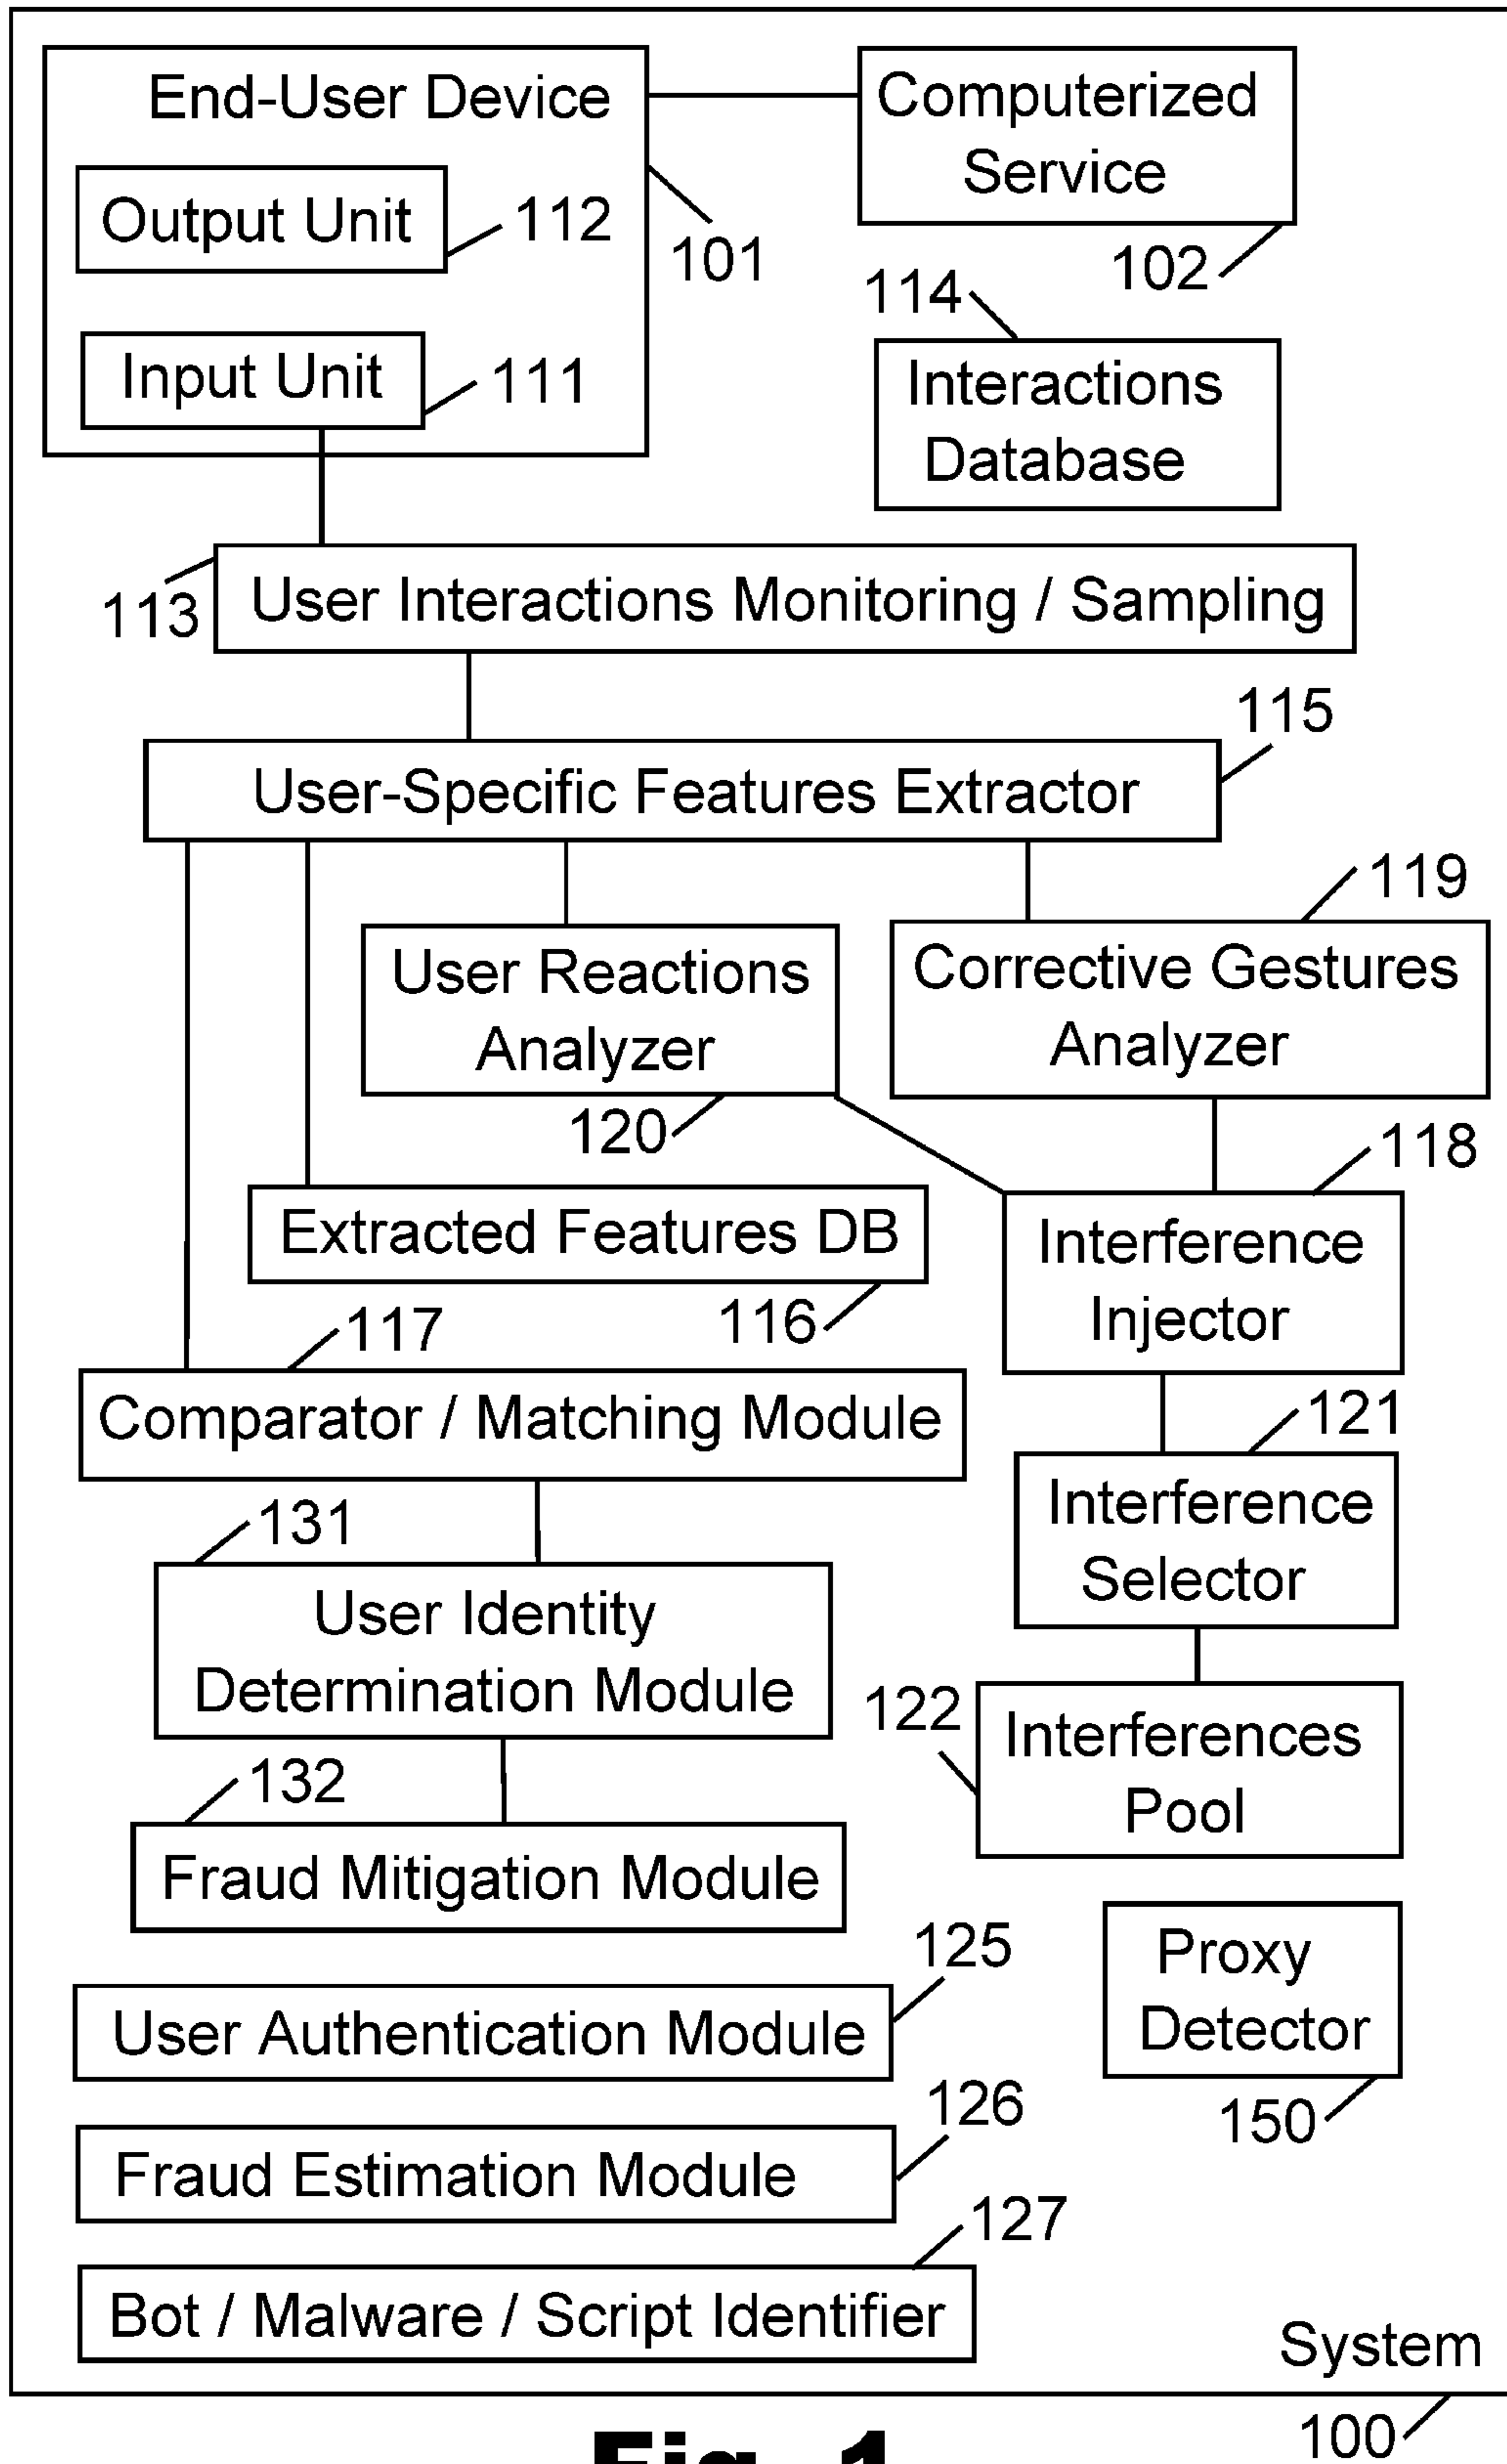 End-User Device
Computerized
Service
Output Unit
112
101
102
114
Input Unit
111
Interactions
Database
113
User Interactions Monitoring / Sampling
115
User-Specific Features Extractor
119
User Reactions
Analyzer
Corrective Gestures
Analyzer
120
118
Extracted Features DB
Interference
Injector
116
117
Comparator / Matching Module
121
131
Interference
Selector
User Identity
Determination Module
122
Interferences
Pool
132
Fraud Mitigation Module
125
Proxy
Detector
User Authentication Module
126
150
Fraud Estimation Module
127
Bot / Malware / Script Identifier
System
100
Fig. 1